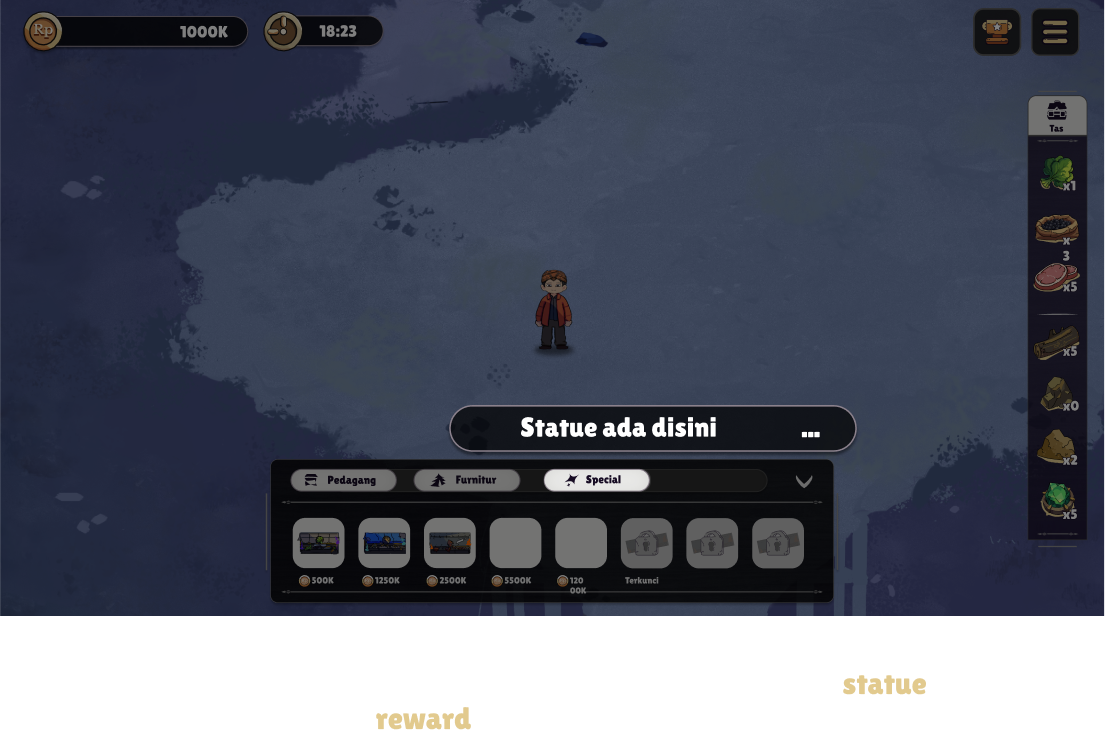 Rp 1000K 18:23
Tas
x1
x
3
x5
x5
x0
x2
x5
Statue ada disini ...
Pedagang Furnitur Special
500K 1250K 2500K 5500K 120 Terkunci
00K
statue
reward